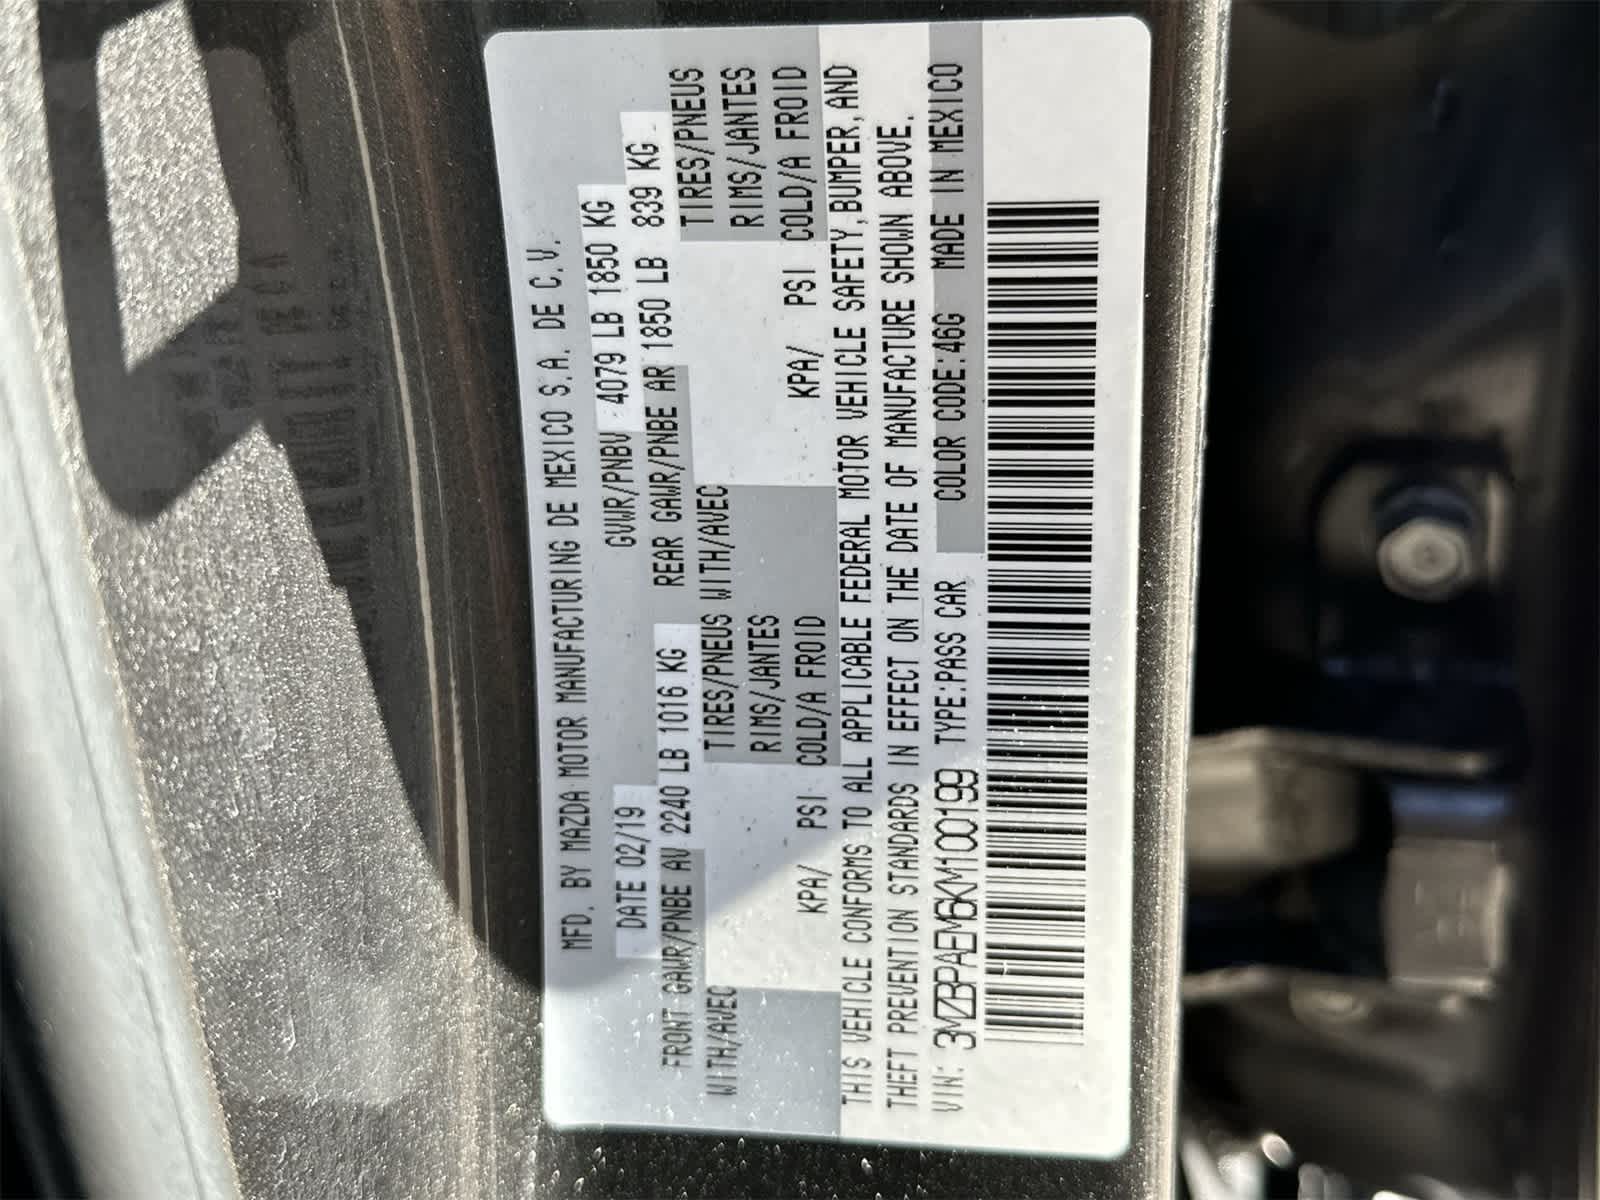 MFD. BY MAZDA MOTOR MANUFACTURING DE MEXICO S.A. DE C.V.
DATE 02/19 GVWR/PNBV 4079 LB 1850 KG
FRONT GAWR/PNBE AV 2240 LB 1016 KG REAR GAWR/PNBE AR 1850 LB 839 KG
WITH/AVEC TIRES/PNEUS WITH/AVEC TIRES/PNEUS
RIMS/JANTES RIMS/JANTES
KPA/ PSI COLD/A FROID KPA/ PSI COLD/A FROID
THIS VEHICLE CONFORMS TO ALL APPLICABLE FEDERAL MOTOR VEHICLE SAFETY,BUMPER,AND
THEFT PREVENTION STANDARDS IN EFFECT ON THE DATE OF MANUFACTURE SHOWN ABOVE.
VIN: 3MZBPAEM6KM100199 TYPE:PASS CAR COLOR CODE:46G MADE IN MEXICO